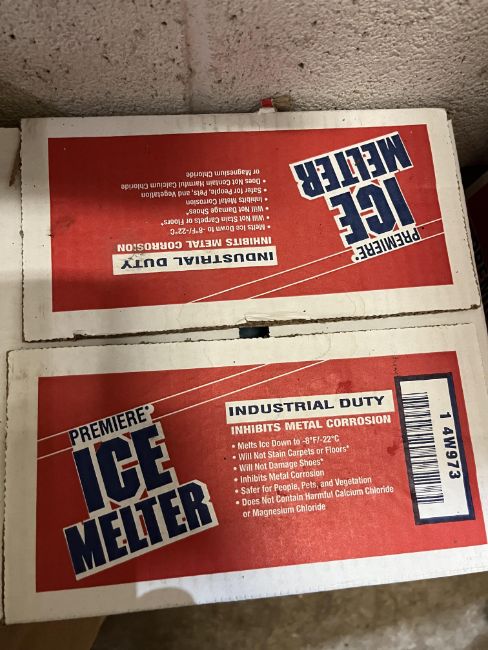 PREMIERE®
ICE
MELTER
INDUSTRIAL DUTY
INHIBITS METAL CORROSION
• Melts Ice Down to -8°F/-22°C
• Will Not Stain Carpets or Floors*
• Will Not Damage Shoes*
• Inhibits Metal Corrosion
• Safer for People, Pets, and Vegetation
• Does Not Contain Harmful Calcium Chloride
or Magnesium Chloride
PREMIERE®
ICE
MELTER
INDUSTRIAL DUTY
INHIBITS METAL CORROSION
• Melts Ice Down to -8°F/-22°C
• Will Not Stain Carpets or Floors*
• Will Not Damage Shoes*
• Inhibits Metal Corrosion
• Safer for People, Pets, and Vegetation
• Does Not Contain Harmful Calcium Chloride
or Magnesium Chloride
1 4W973